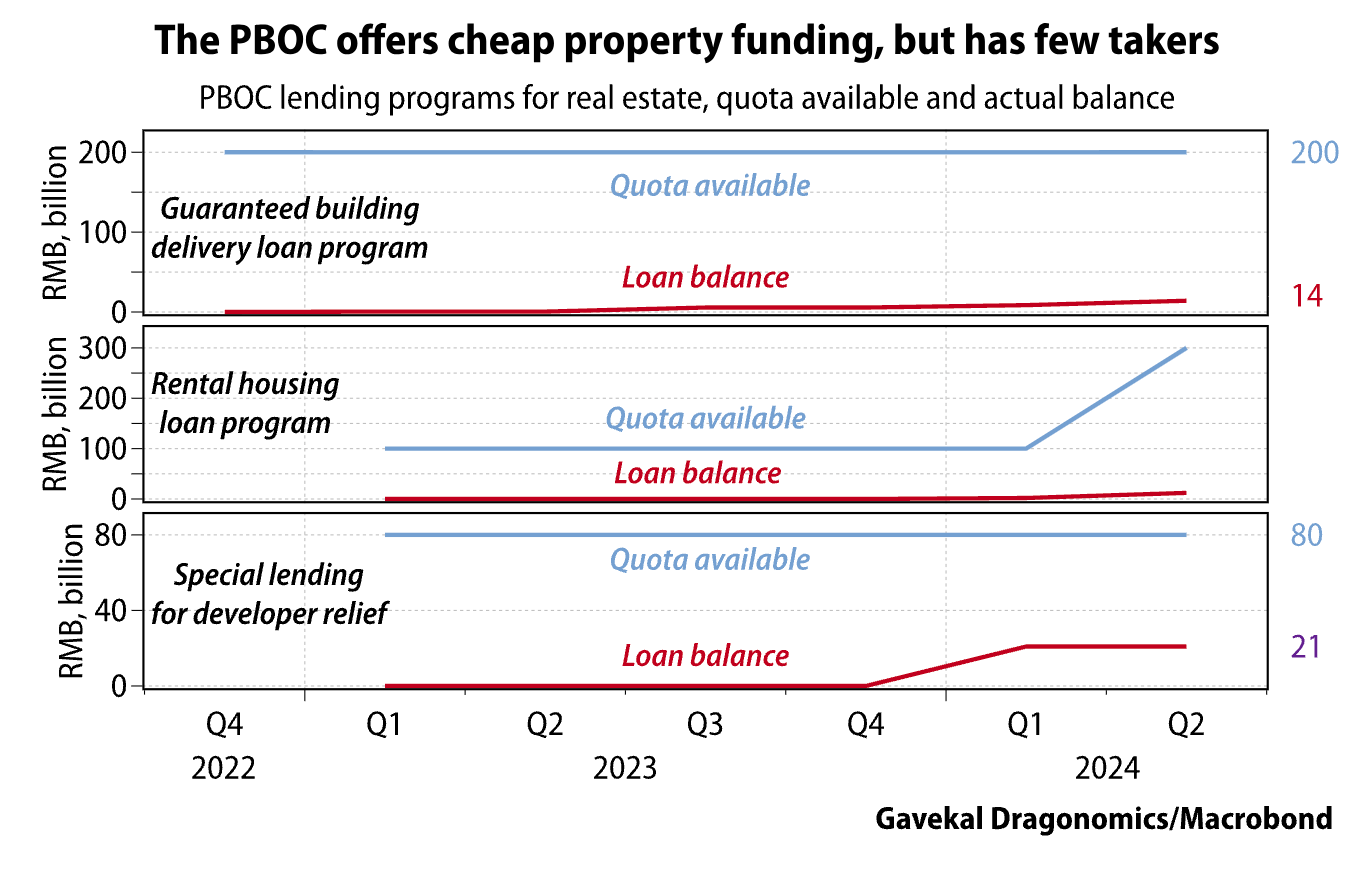 The PBOC offers cheap property funding, but has few takers
PBOC lending programs for real estate, quota available and actual balance
RMB, billion
200
100
0
Guaranteed building
delivery loan program
Quota available
Loan balance
200
14
RMB, billion
300
200
100
0
Rental housing
loan program
Quota available
Loan balance
RMB, billion
80
40
0
Special lending
for developer relief
Quota available
Loan balance
80
21
Q4 Q1 Q2 Q3 Q4 Q1 Q2
2022 2023 2024
Gavekal Dragonomics/Macrobond